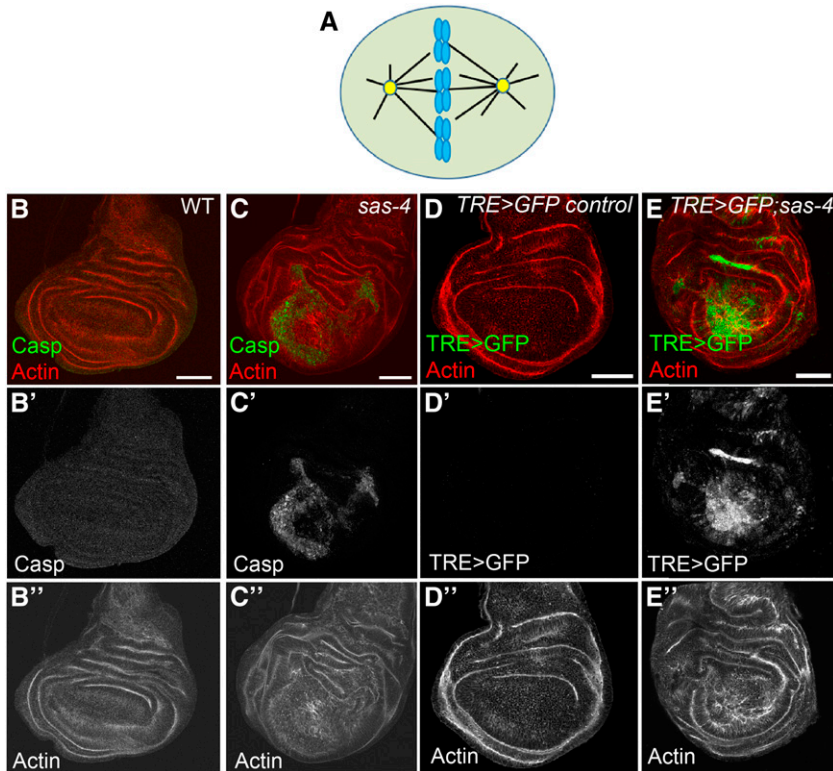 A
B WT
Casp
Actin
C sas-4
Casp
Actin
D TRE>GFP control
TRE>GFP
Actin
E TRE>GFP;sas-4
TRE>GFP
Actin
B'
Casp
C'
Casp
D'
TRE>GFP
E'
TRE>GFP
B''
Actin
C''
Actin
D''
Actin
E''
Actin